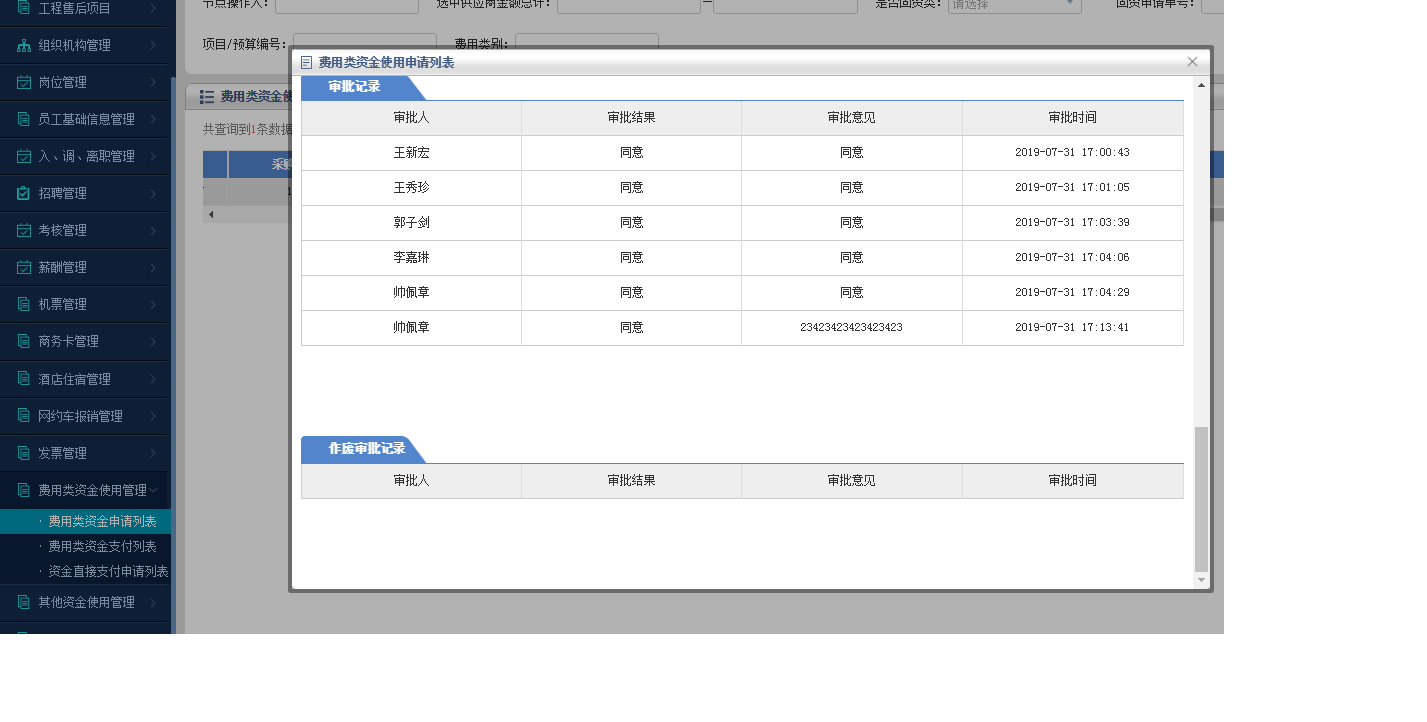 工程售后项目
组织机构管理
岗位管理
员工基础信息管理
入、调、离职管理
招聘管理
考核管理
薪酬管理
机票管理
商务卡管理
酒店住宿管理
网约车报销管理
发票管理
费用类资金使用管理
· 费用类资金申请列表
· 费用类资金支付列表
· 资金直接支付申请列表
其他资金使用管理
节点操作人： 选中供应商金额总计： — 是否回资类： 请选择 回资申请单号：
项目/预算编号： 费用类别：
费用类资金使
共查询到1条数据
采购
1
费用类资金使用申请列表
审批记录
审批人 审批结果 审批意见 审批时间
王新宏 同意 同意 2019-07-31 17:00:43
王秀珍 同意 同意 2019-07-31 17:01:05
郭子剑 同意 同意 2019-07-31 17:03:39
李嘉琳 同意 同意 2019-07-31 17:04:06
帅佩章 同意 同意 2019-07-31 17:04:29
帅佩章 同意 23423423423423423 2019-07-31 17:13:41
作废审批记录
审批人 审批结果 审批意见 审批时间